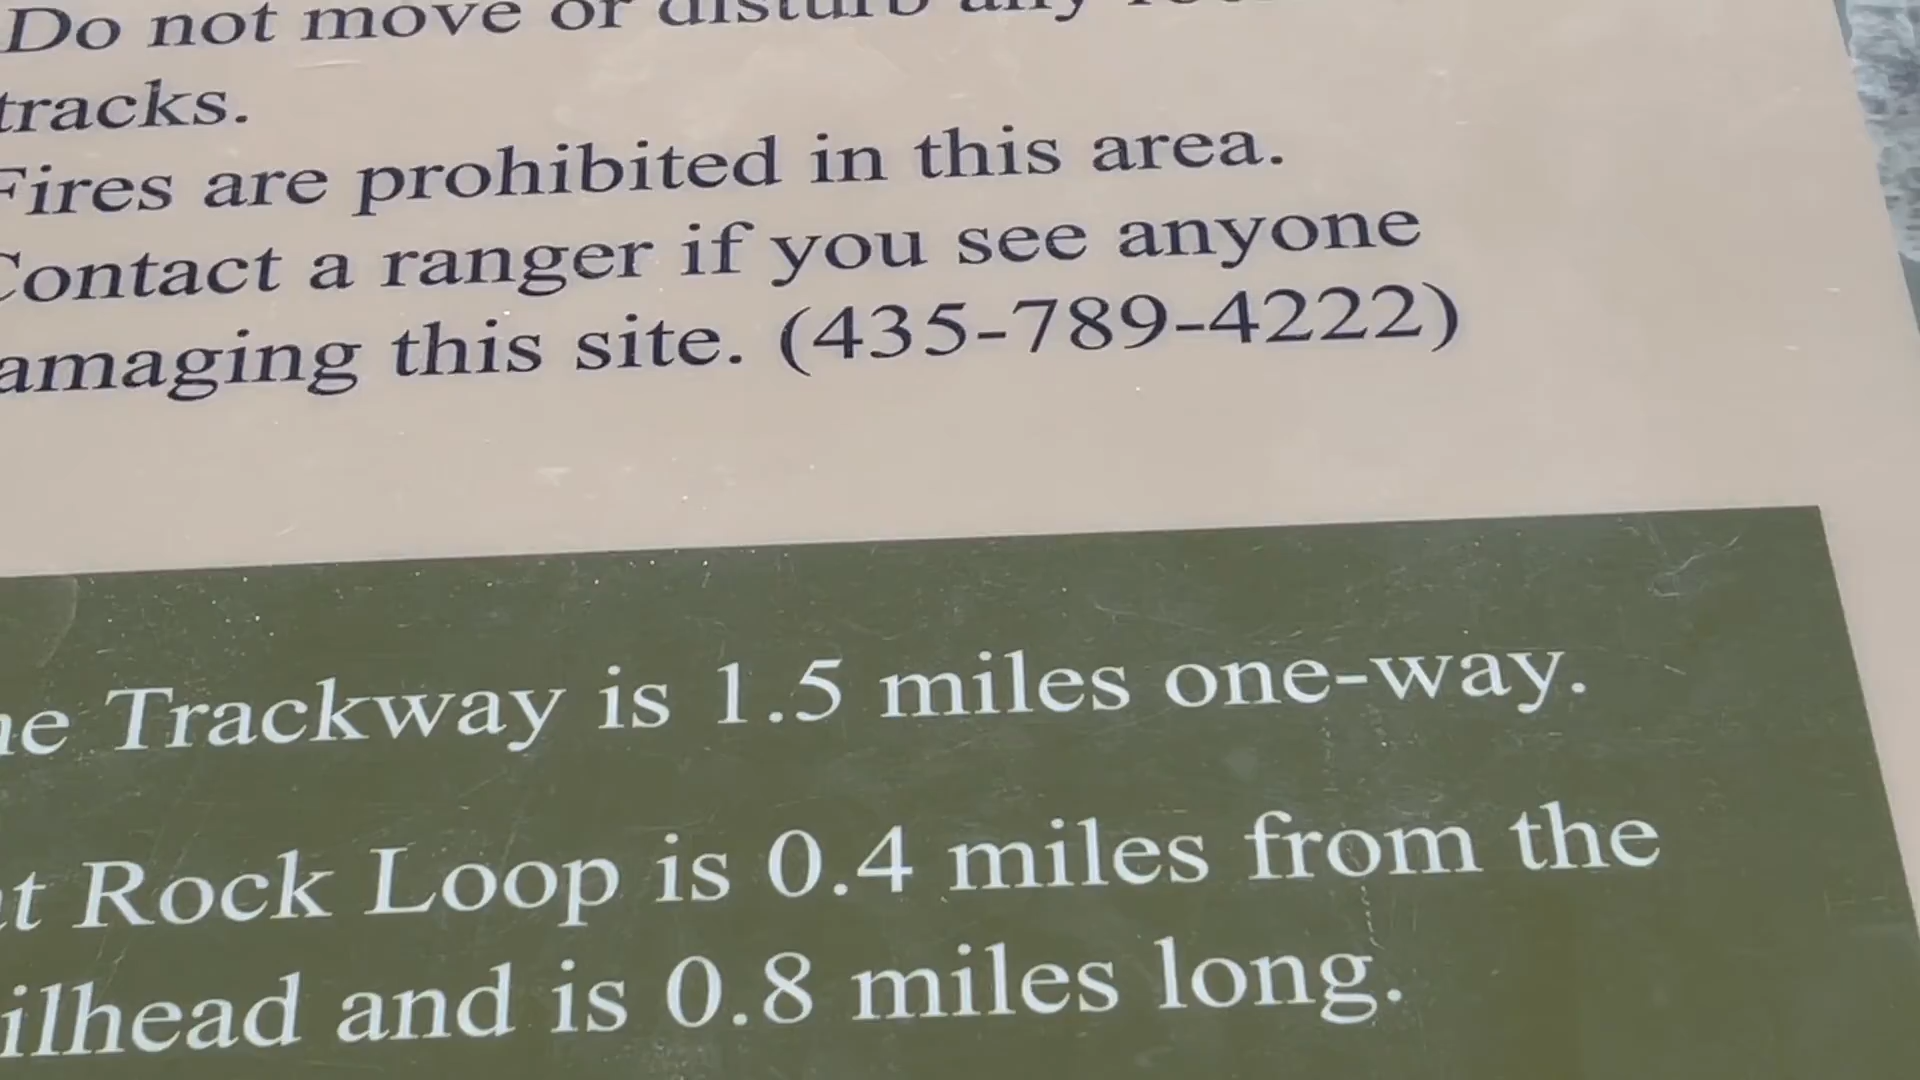 Do not move or disturb any
tracks.
Fires are prohibited in this area.
Contact a ranger if you see anyone
amaging this site. (435-789-4222)
he Trackway is 1.5 miles one-way.
at Rock Loop is 0.4 miles from the
ilhead and is 0.8 miles long.